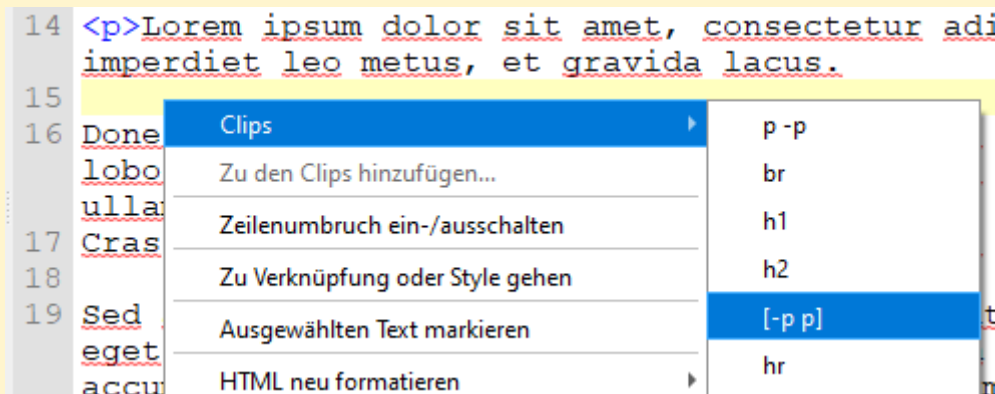 14 <p>Lorem ipsum dolor sit amet, consectetur adi
imperdiet leo metus, et gravida lacus.
15
16 Done
lobo
ulla
17 Cras
18
19 Sed
eget
accu
Clips
Zu den Clips hinzufügen...
Zeilenumbruch ein-/ausschalten
Zu Verknüpfung oder Style gehen
Ausgewählten Text markieren
HTML neu formatieren
p -p
br
h1
h2
[-p p]
hr